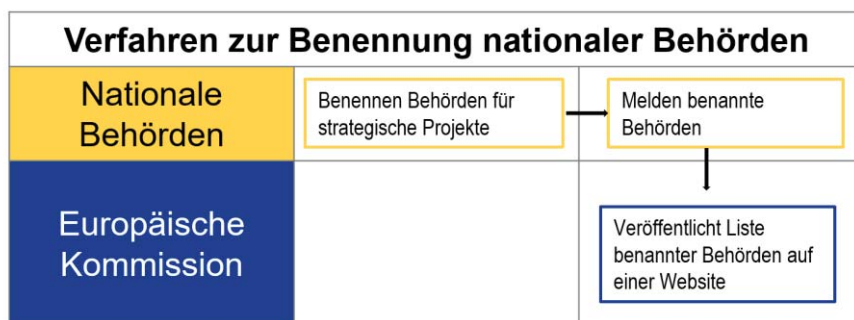 Verfahren zur Benennung nationaler Behörden
Nationale
Behörden
Benennen Behörden für
strategische Projekte
Melden benannte
Behörden
Europäische
Kommission
Veröffentlicht Liste
benannter Behörden auf
einer Website